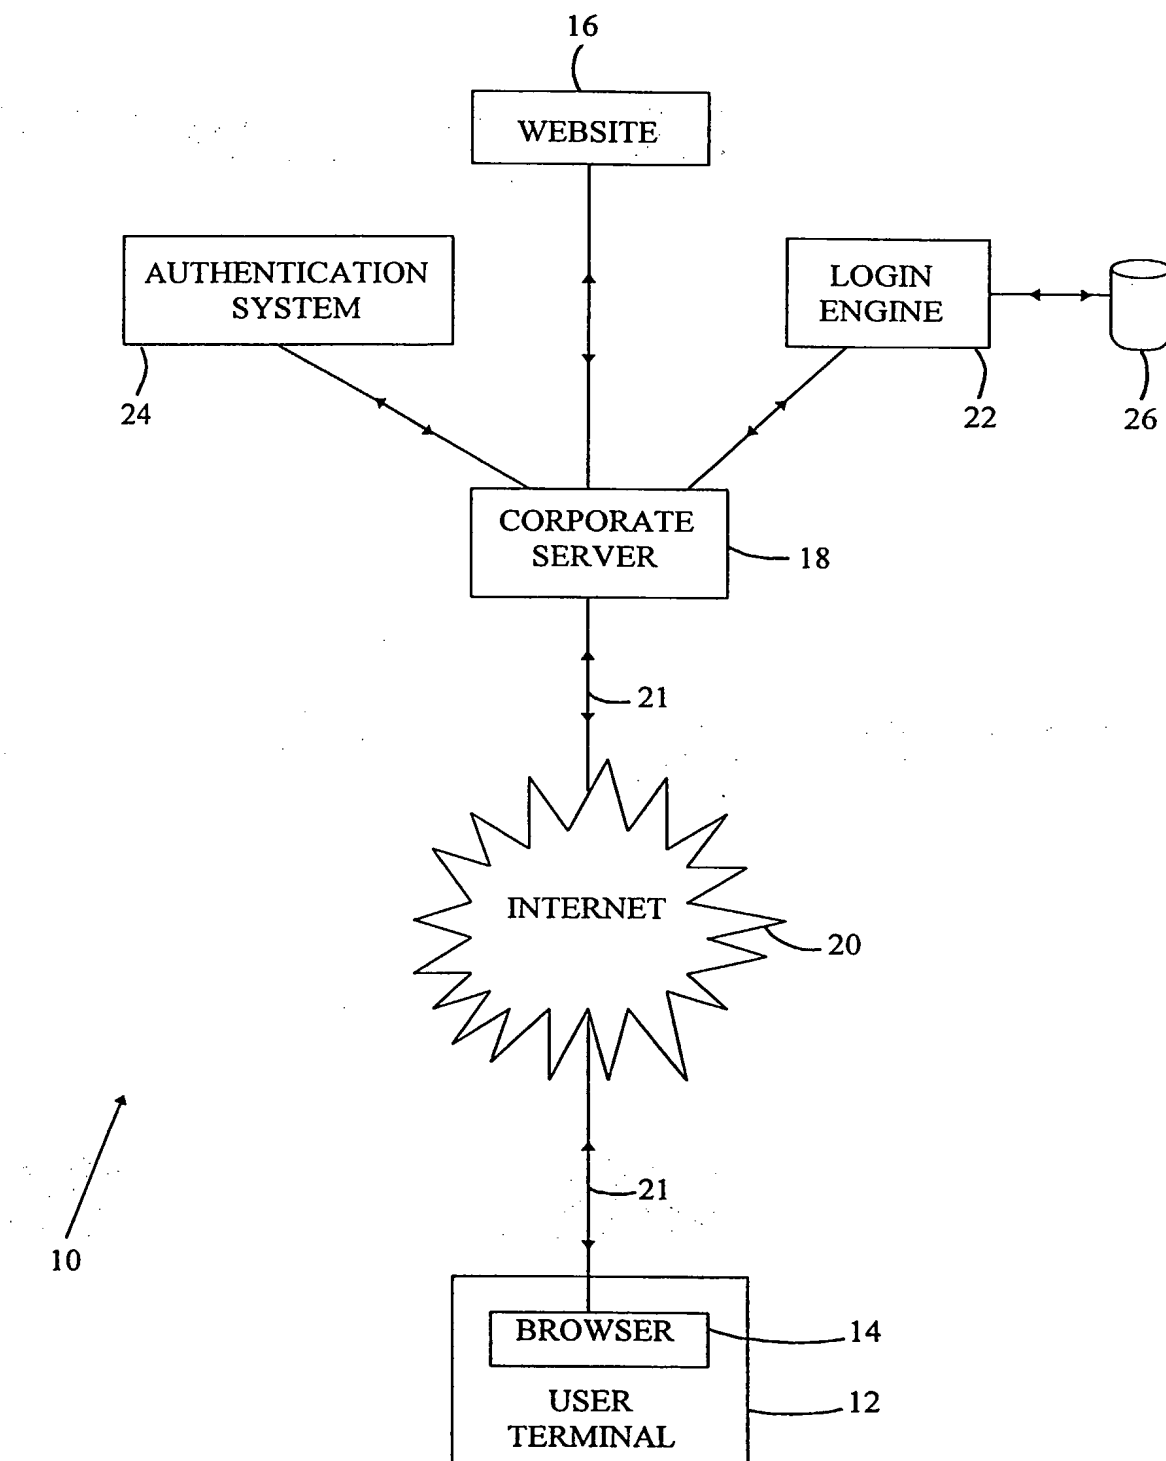 16
WEBSITE
AUTHENTICATION
SYSTEM
LOGIN
ENGINE
24
22
26
CORPORATE
SERVER
18
21
INTERNET
20
21
10
BROWSER
14
USER
TERMINAL
12